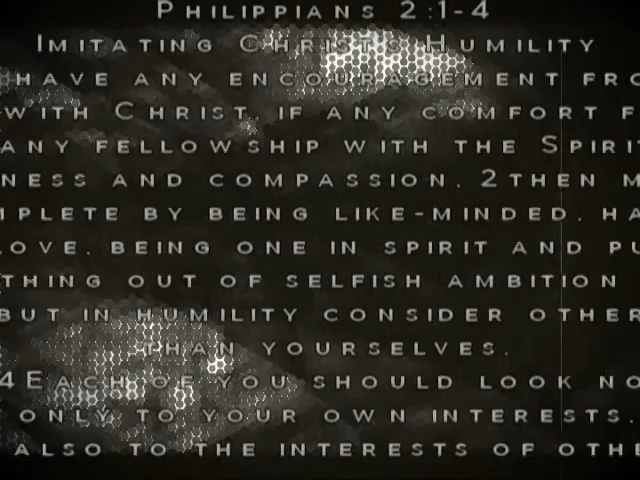 PHILIPPIANS 2:1-4
IMITATING CHRIST'S HUMILITY
HAVE ANY ENCOURAGEMENT FRO
WITH CHRIST, IF ANY COMFORT F
ANY FELLOWSHIP WITH THE SPIRI
NESS AND COMPASSION, 2THEN M
MPLETE BY BEING LIKE-MINDED, HA
OVE, BEING ONE IN SPIRIT AND PU
THING OUT OF SELFISH AMBITION
BUT IN HUMILITY CONSIDER OTHER
THAN YOURSELVES.
4EACH OF YOU SHOULD LOOK NO
ONLY TO YOUR OWN INTERESTS,
ALSO TO THE INTERESTS OF OTHE